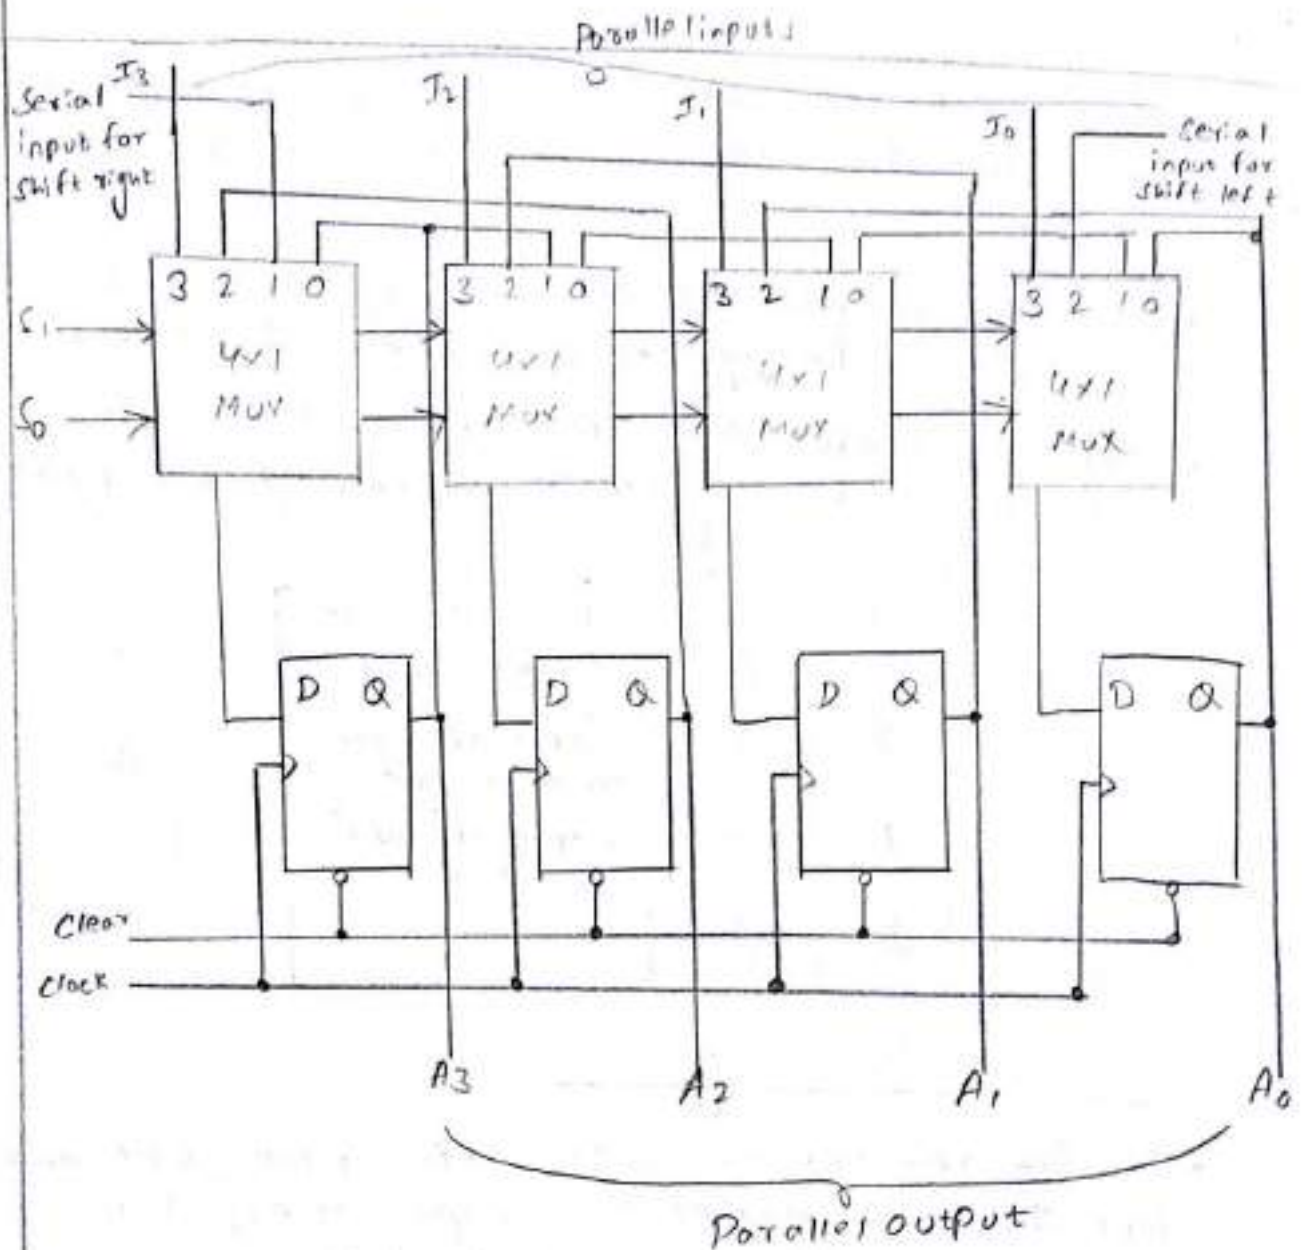 Parallel inputs
I3
I2
I1
I0
Serial
input for
shift right
Serial
input for
shift left
3 2 1 0
3 2 1 0
3 2 1 0
3 2 1 0
S1
S0
4x1
MUX
4x1
MUX
4x1
MUX
4x1
MUX
D Q
D Q
D Q
D Q
Clear
Clock
A3
A2
A1
A0
Parallel output